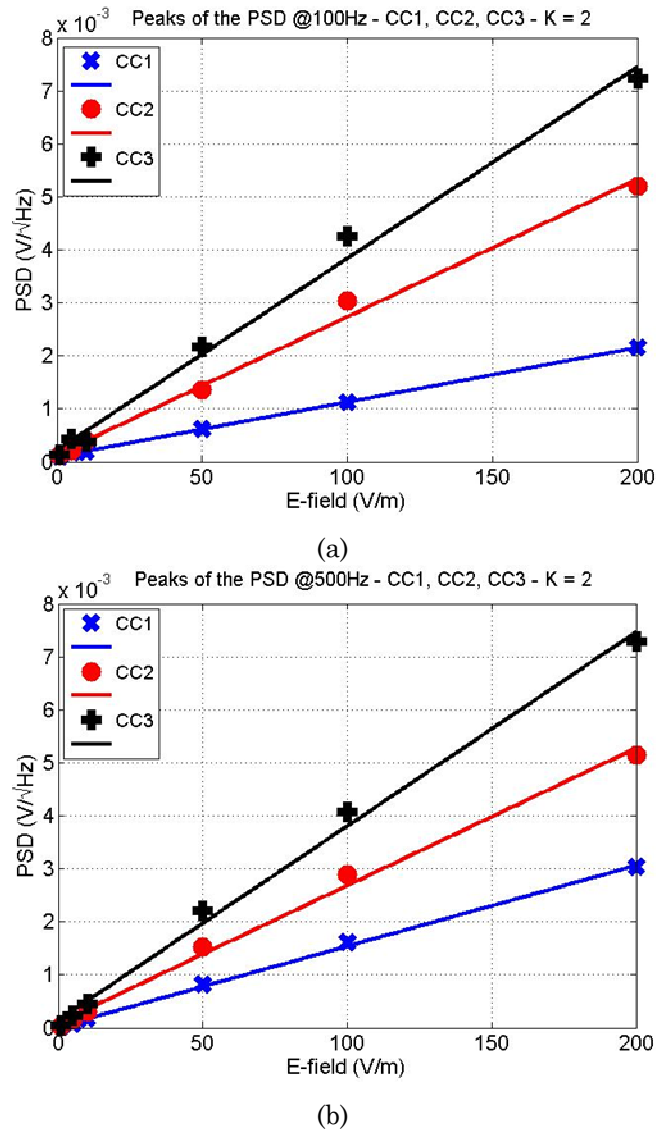 Peaks of the PSD @100Hz - CC1, CC2, CC3 - K = 2
x 10⁻³
8
7
6
5
4
3
2
1
0
PSD (V/√Hz)
CC1
CC2
CC3
0 50 100 150 200
E-field (V/m)
(a)
Peaks of the PSD @500Hz - CC1, CC2, CC3 - K = 2
x 10⁻³
8
7
6
5
4
3
2
1
0
PSD (V/√Hz)
CC1
CC2
CC3
0 50 100 150 200
E-field (V/m)
(b)